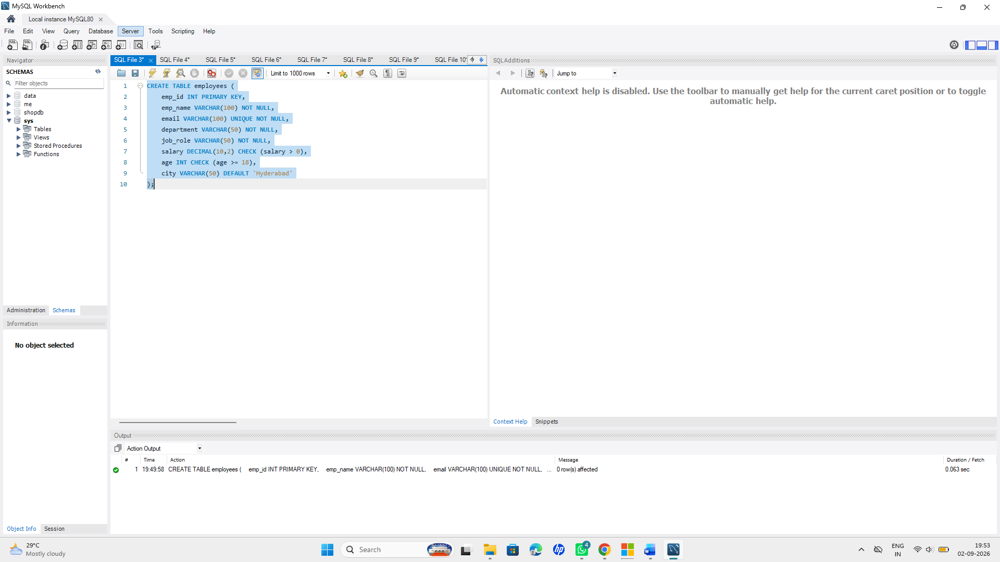 MySQL Workbench
Local instance MySQL80
File Edit View Query Database Server Tools Scripting Help
Navigator
SCHEMAS
Filter objects
data
me
shopdb
sys
Tables
Views
Stored Procedures
Functions
Administration Schemas
Information
No object selected
Object Info Session
SQL File 3* SQL File 4* SQL File 5* SQL File 6* SQL File 7* SQL File 8* SQL File 9* SQL File 10*
Limit to 1000 rows
1 CREATE TABLE employees (
2 emp_id INT PRIMARY KEY,
3 emp_name VARCHAR(100) NOT NULL,
4 email VARCHAR(100) UNIQUE NOT NULL,
5 department VARCHAR(50) NOT NULL,
6 job_role VARCHAR(50) NOT NULL,
7 salary DECIMAL(10,2) CHECK (salary > 0),
8 age INT CHECK (age >= 18),
9 city VARCHAR(50) DEFAULT 'Hyderabad'
10 );
SQLAdditions
Jump to
Automatic context help is disabled. Use the toolbar to manually get help for the current caret position or to toggle
automatic help.
Context Help Snippets
Output
Action Output
# Time Action Message Duration / Fetch
1 19:49:58 CREATE TABLE employees ( emp_id INT PRIMARY KEY, emp_name VARCHAR(100) NOT NULL, email VARCHAR(100) UNIQUE NOT NULL, ... 0 row(s) affected 0.063 sec
29°C
Mostly cloudy
Search
4
ENG
IN
19:53
02-09-2026